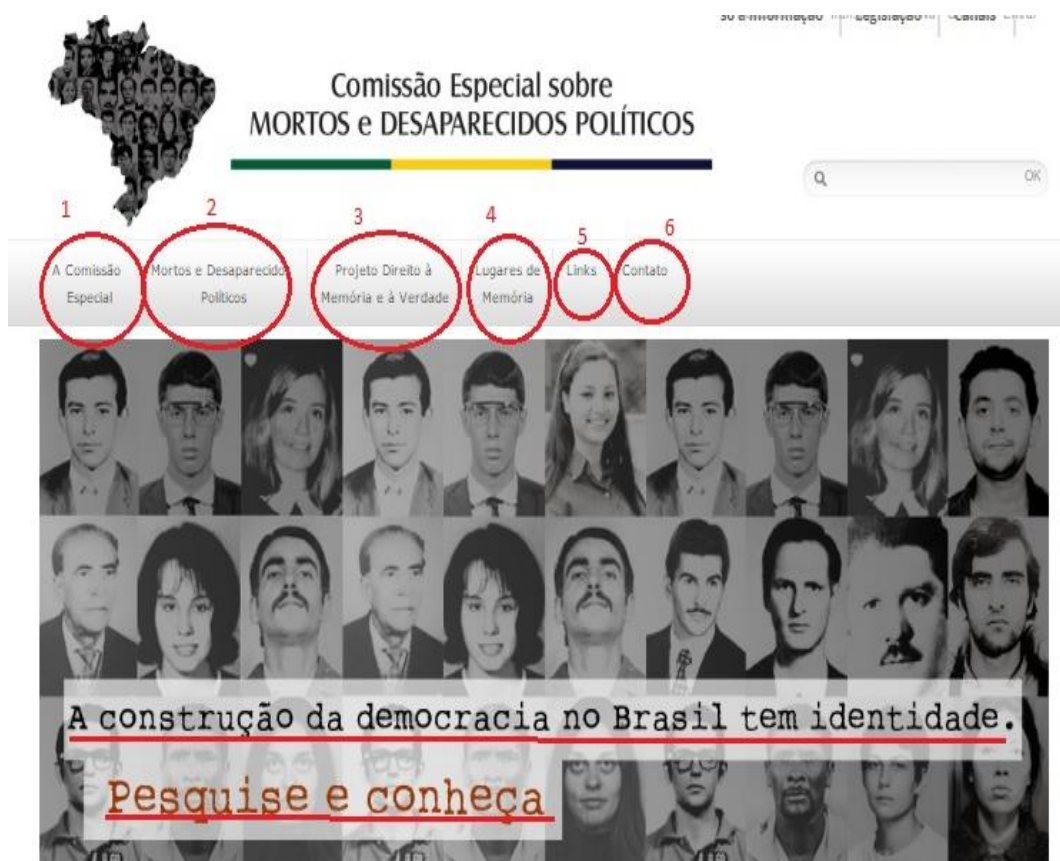 Comissão Especial sobre
MORTOS e DESAPARECIDOS POLÍTICOS
OK
1
2
3
4
5
6
A Comissão
Especial
Mortos e Desaparecido
Políticos
Projeto Direito à
Memória e à Verdade
Lugares de
Memória
Links
Contato
A construção da democracia no Brasil tem identidade.
Pesquise e conheça